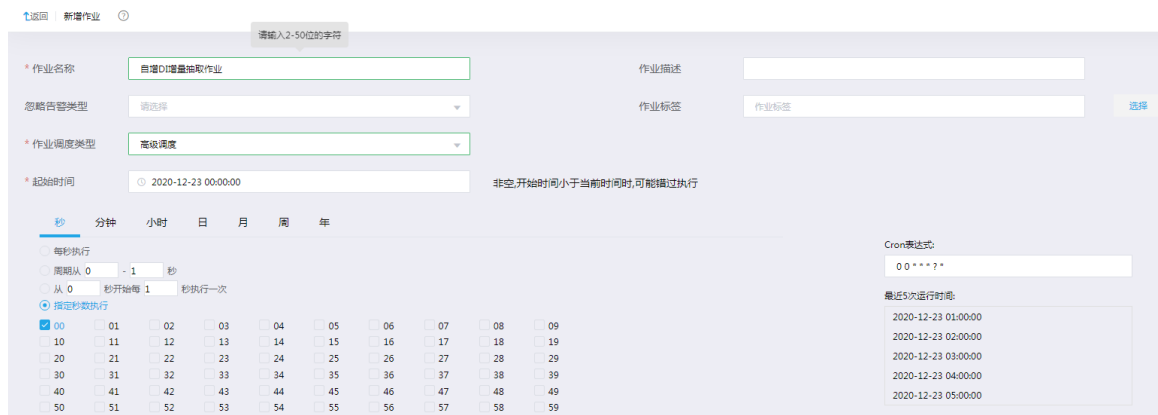 返回 新增作业 ?
请输入2-50位的字符
* 作业名称 自增DI增量抽取作业 作业描述
忽略告警类型 请选择 作业标签 作业标签 选择
* 作业调度类型 高级调度
* 起始时间 2020-12-23 00:00:00 非空,开始时间小于当前时间时,可能错过执行
秒 分钟 小时 日 月 周 年
每秒执行
周期从 0 - 1 秒
从 0 秒开始每 1 秒执行一次
指定秒数执行
00 01 02 03 04 05 06 07 08 09
10 11 12 13 14 15 16 17 18 19
20 21 22 23 24 25 26 27 28 29
30 31 32 33 34 35 36 37 38 39
40 41 42 43 44 45 46 47 48 49
50 51 52 53 54 55 56 57 58 59
Cron表达式:
0 0 * * * ? *
最近5次运行时间:
2020-12-23 01:00:00
2020-12-23 02:00:00
2020-12-23 03:00:00
2020-12-23 04:00:00
2020-12-23 05:00:00